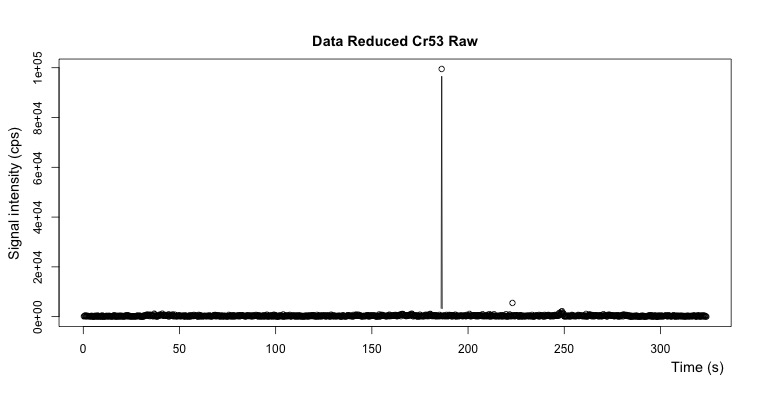 Data Reduced Cr53 Raw
Signal intensity (cps)
1e+05
8e+04
6e+04
4e+04
2e+04
0e+00
0 50 100 150 200 250 300
Time (s)